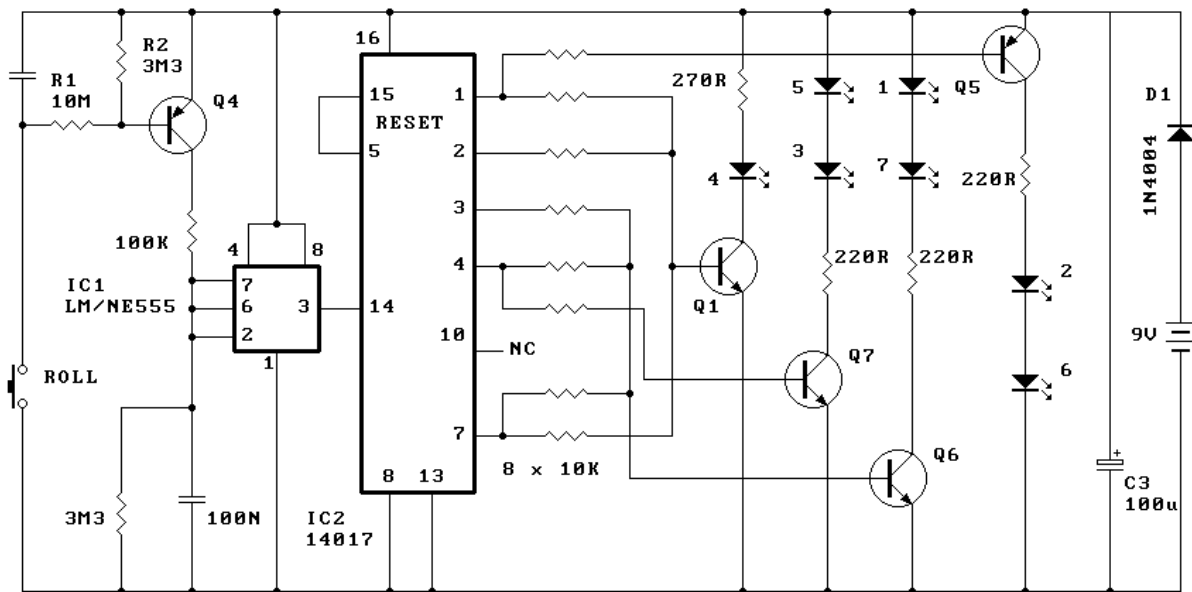 R2
3M3
R1
10M
Q4
16
15
RESET
5
1
2
3
4
10
NC
7
8 x 10K
8
13
14
IC2
14017
100K
4
8
IC1
LM/NE555
7
6
2
3
1
ROLL
3M3
100N
270R
4
5
3
1
7
Q5
Q1
220R
220R
220R
Q7
Q6
2
6
D1
1N4004
9V
+
C3
100u